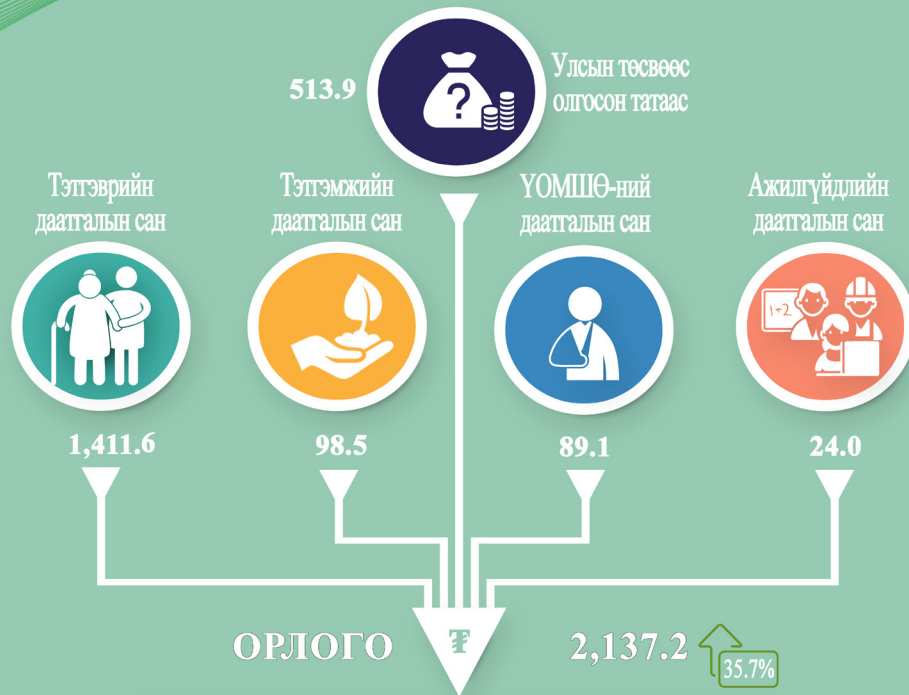 513.9
Улсын төсвөөс
олгосон татаас
Тэтгэврийн
даатгалын сан
Тэтгэмжийн
даатгалын сан
ҮОМШӨ-ний
даатгалын сан
Ажилгүйдлийн
даатгалын сан
?
1+2
1,411.6
98.5
89.1
24.0
ОРЛОГО
₮
2,137.2
35.7%